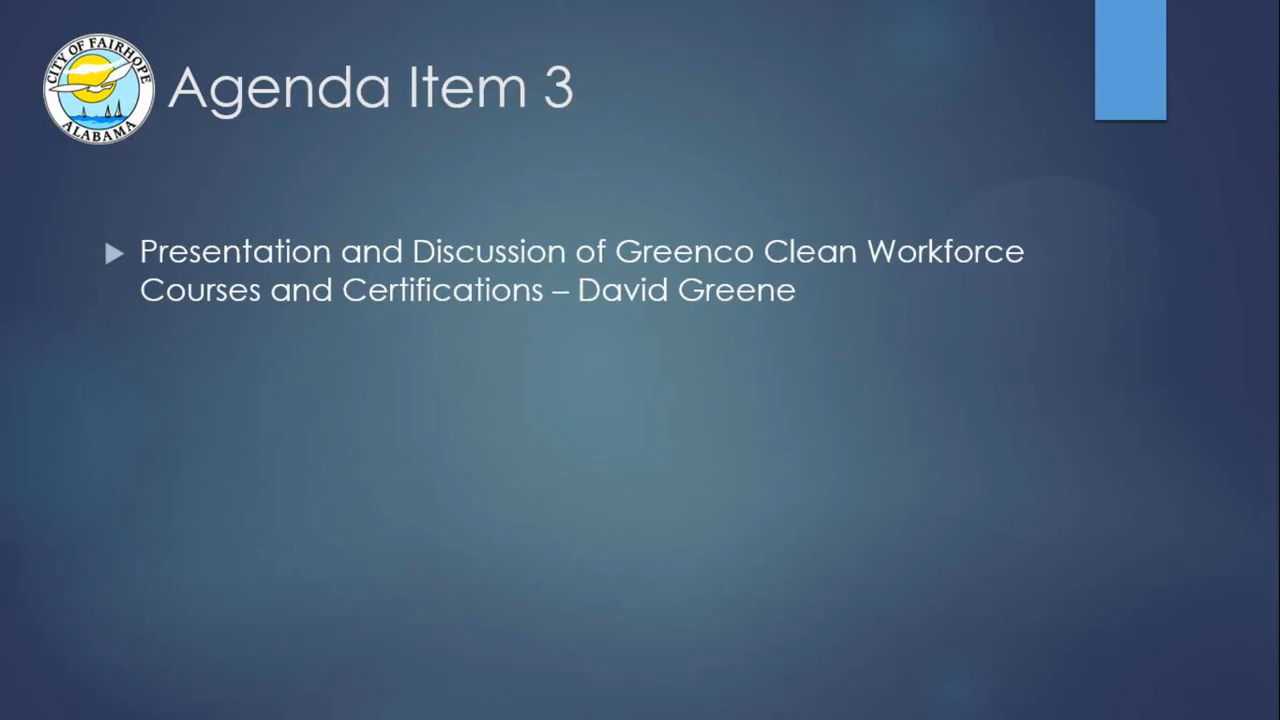 CITY OF FAIRHOPE
ALABAMA
Agenda Item 3
Presentation and Discussion of Greenco Clean Workforce
Courses and Certifications – David Greene